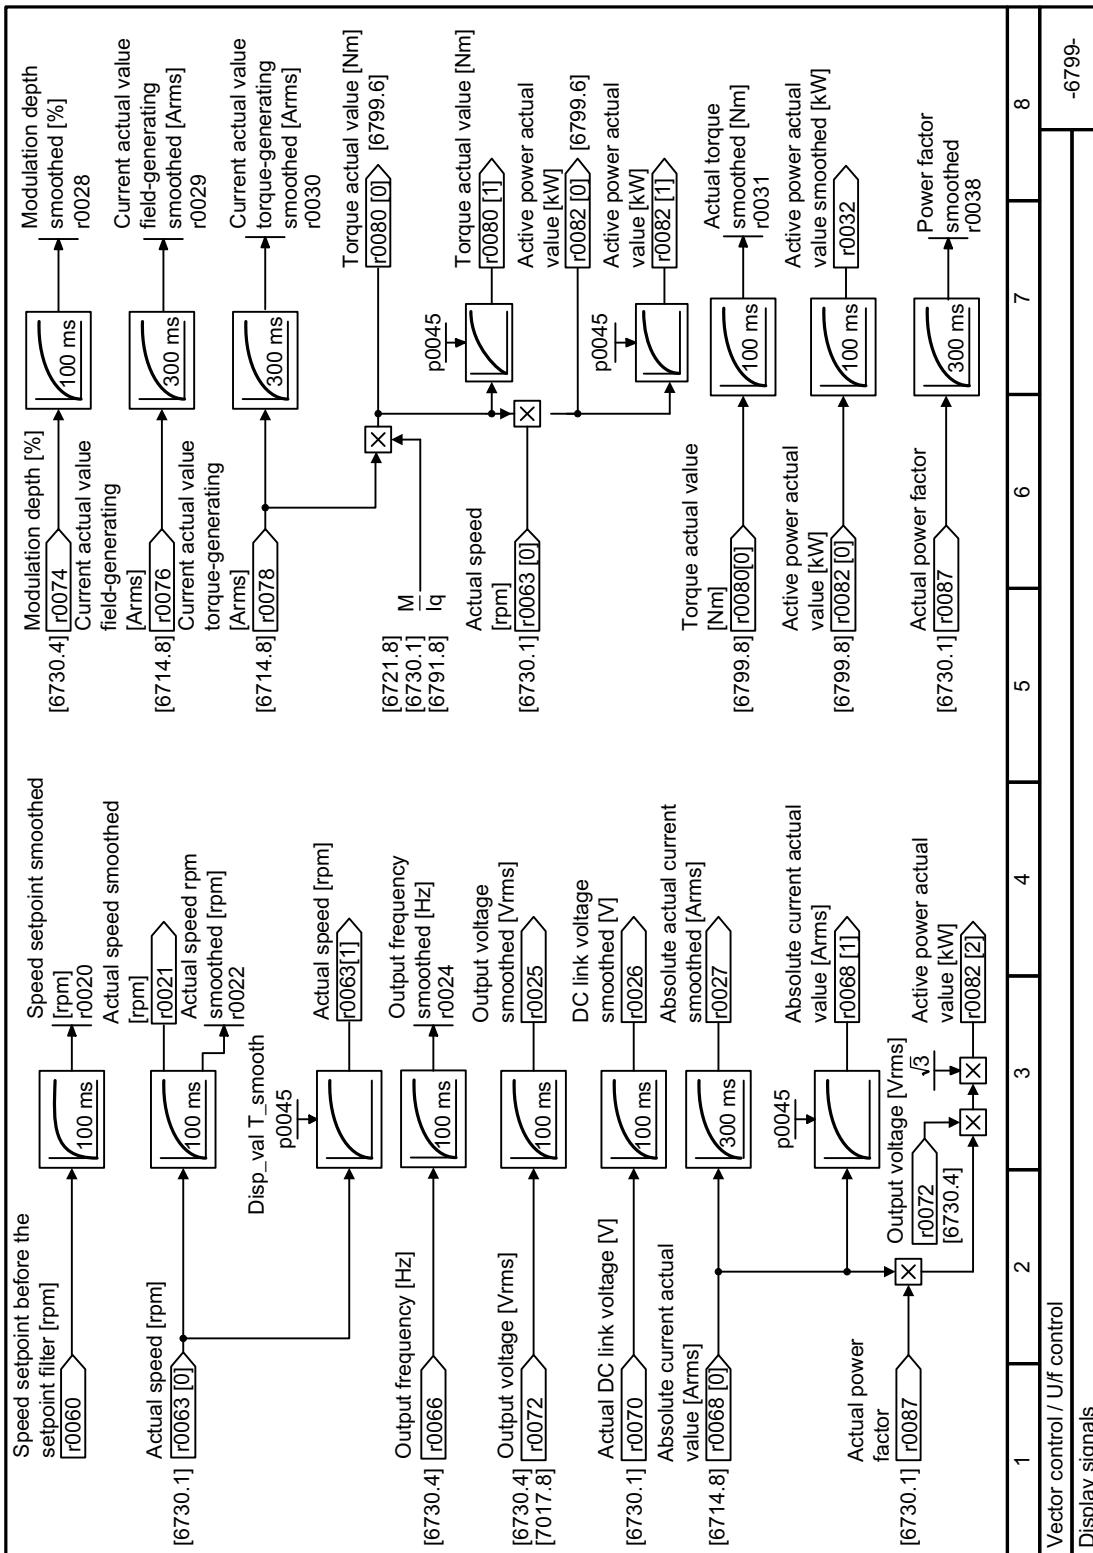 Speed setpoint before the
setpoint filter [rpm]
r0060
100 ms
Speed setpoint smoothed
[rpm]
r0020
Actual speed [rpm]
[6730.1]
r0063 [0]
100 ms
Actual speed smoothed
[rpm]
r0021
Actual speed rpm
smoothed [rpm]
r0022
Disp_val T_smooth
p0045
Actual speed [rpm]
r0063[1]
Output frequency [Hz]
[6730.4]
r0066
100 ms
Output frequency
smoothed [Hz]
r0024
Output voltage [Vrms]
[6730.4]
[7017.8]
r0072
100 ms
Output voltage
smoothed [Vrms]
r0025
Actual DC link voltage [V]
[6730.1]
r0070
100 ms
DC link voltage
smoothed [V]
r0026
Absolute current actual
value [Arms]
[6714.8]
r0068 [0]
300 ms
Absolute actual current
smoothed [Arms]
r0027
p0045
Absolute current actual
value [Arms]
r0068 [1]
Actual power
factor
[6730.1]
r0087
Output voltage [Vrms]
r0072
[6730.4]
√3
Active power actual
value [kW]
r0082 [2]
Modulation depth [%]
[6730.4]
r0074
100 ms
Modulation depth
smoothed [%]
r0028
Current actual value
field-generating
[Arms]
[6714.8]
r0076
300 ms
Current actual value
field-generating
smoothed [Arms]
r0029
Current actual value
torque-generating
[Arms]
[6714.8]
r0078
300 ms
Current actual value
torque-generating
smoothed [Arms]
r0030
[6721.8]
[6730.1]
[6791.8]
M
Iq
Torque actual value [Nm]
r0080 [0]
[6799.6]
p0045
Torque actual value [Nm]
r0080 [1]
Actual speed
[rpm]
[6730.1]
r0063 [0]
Active power actual
value [kW]
r0082 [0]
[6799.6]
p0045
Active power actual
value [kW]
r0082 [1]
Torque actual value
[Nm]
[6799.8]
r0080[0]
100 ms
Actual torque
smoothed [Nm]
r0031
Active power actual
value [kW]
[6799.8]
r0082 [0]
100 ms
Active power actual
value smoothed [kW]
r0032
Actual power factor
[6730.1]
r0087
300 ms
Power factor
smoothed
r0038
1 2 3 4 5 6 7 8
Vector control / U/f control
-6799-
Display signals